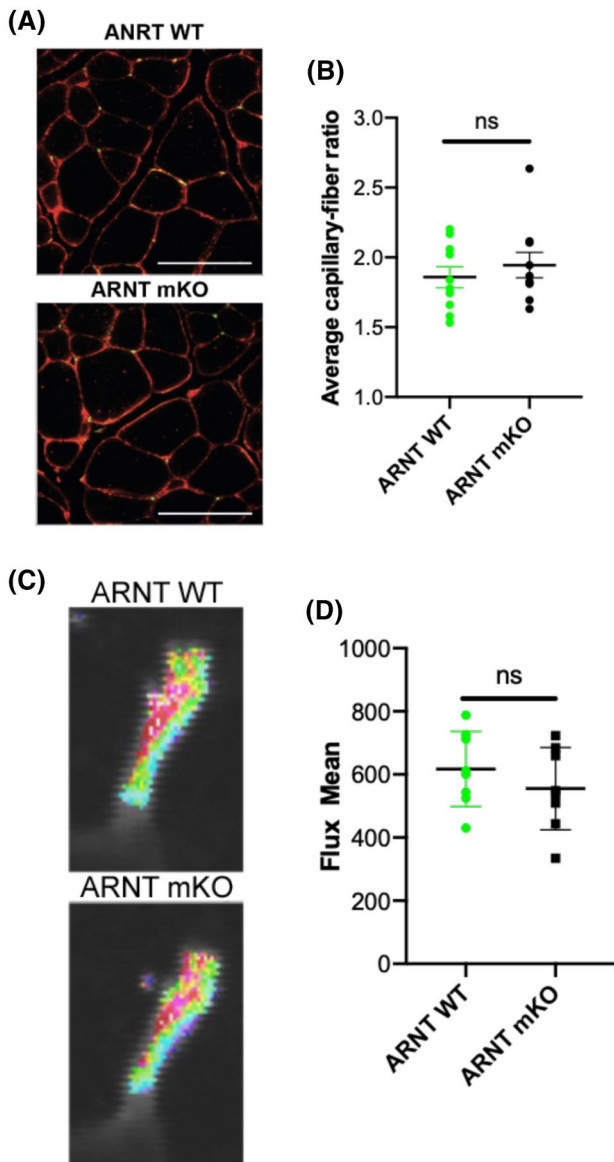 (A)
ANRT WT
ARNT mKO
(B)
ns
Average capillary-fiber ratio
3.0
2.5
2.0
1.5
1.0
ARNT WT
ARNT mKO
(C)
ARNT WT
ARNT mKO
(D)
ns
Flux Mean
1000
800
600
400
200
0
ARNT WT
ARNT mKO